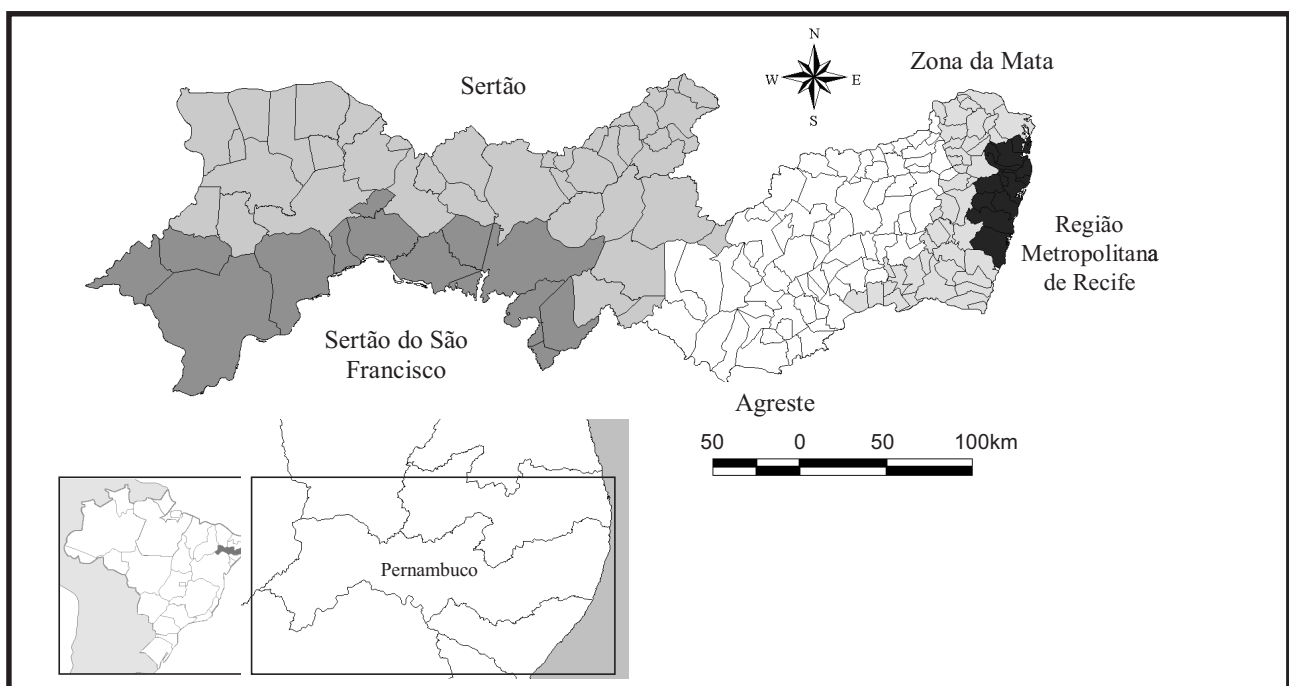 N
Zona da Mata
Sertão
W
E
S
Região
Metropolitana
de Recife
Sertão do São
Francisco
Agreste
50 0 50 100km
Pernambuco